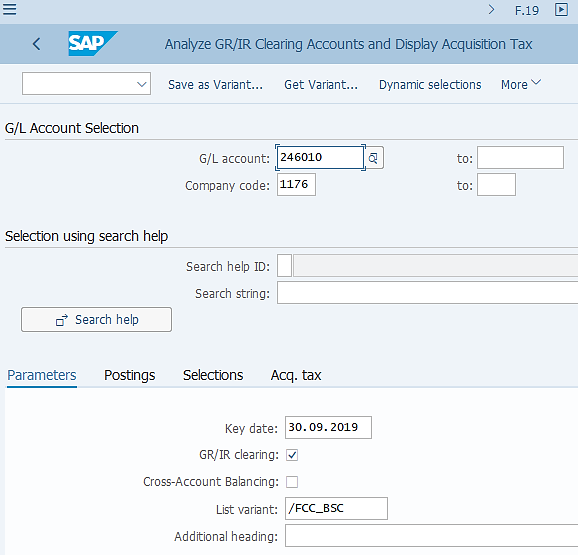 F.19
SAP Analyze GR/IR Clearing Accounts and Display Acquisition Tax
Save as Variant... Get Variant... Dynamic selections More
G/L Account Selection
G/L account: 246010 to:
Company code: 1176 to:
Selection using search help
Search help ID:
Search string:
Search help
Parameters Postings Selections Acq. tax
Key date: 30.09.2019
GR/IR clearing:
Cross-Account Balancing:
List variant: /FCC_BSC
Additional heading: